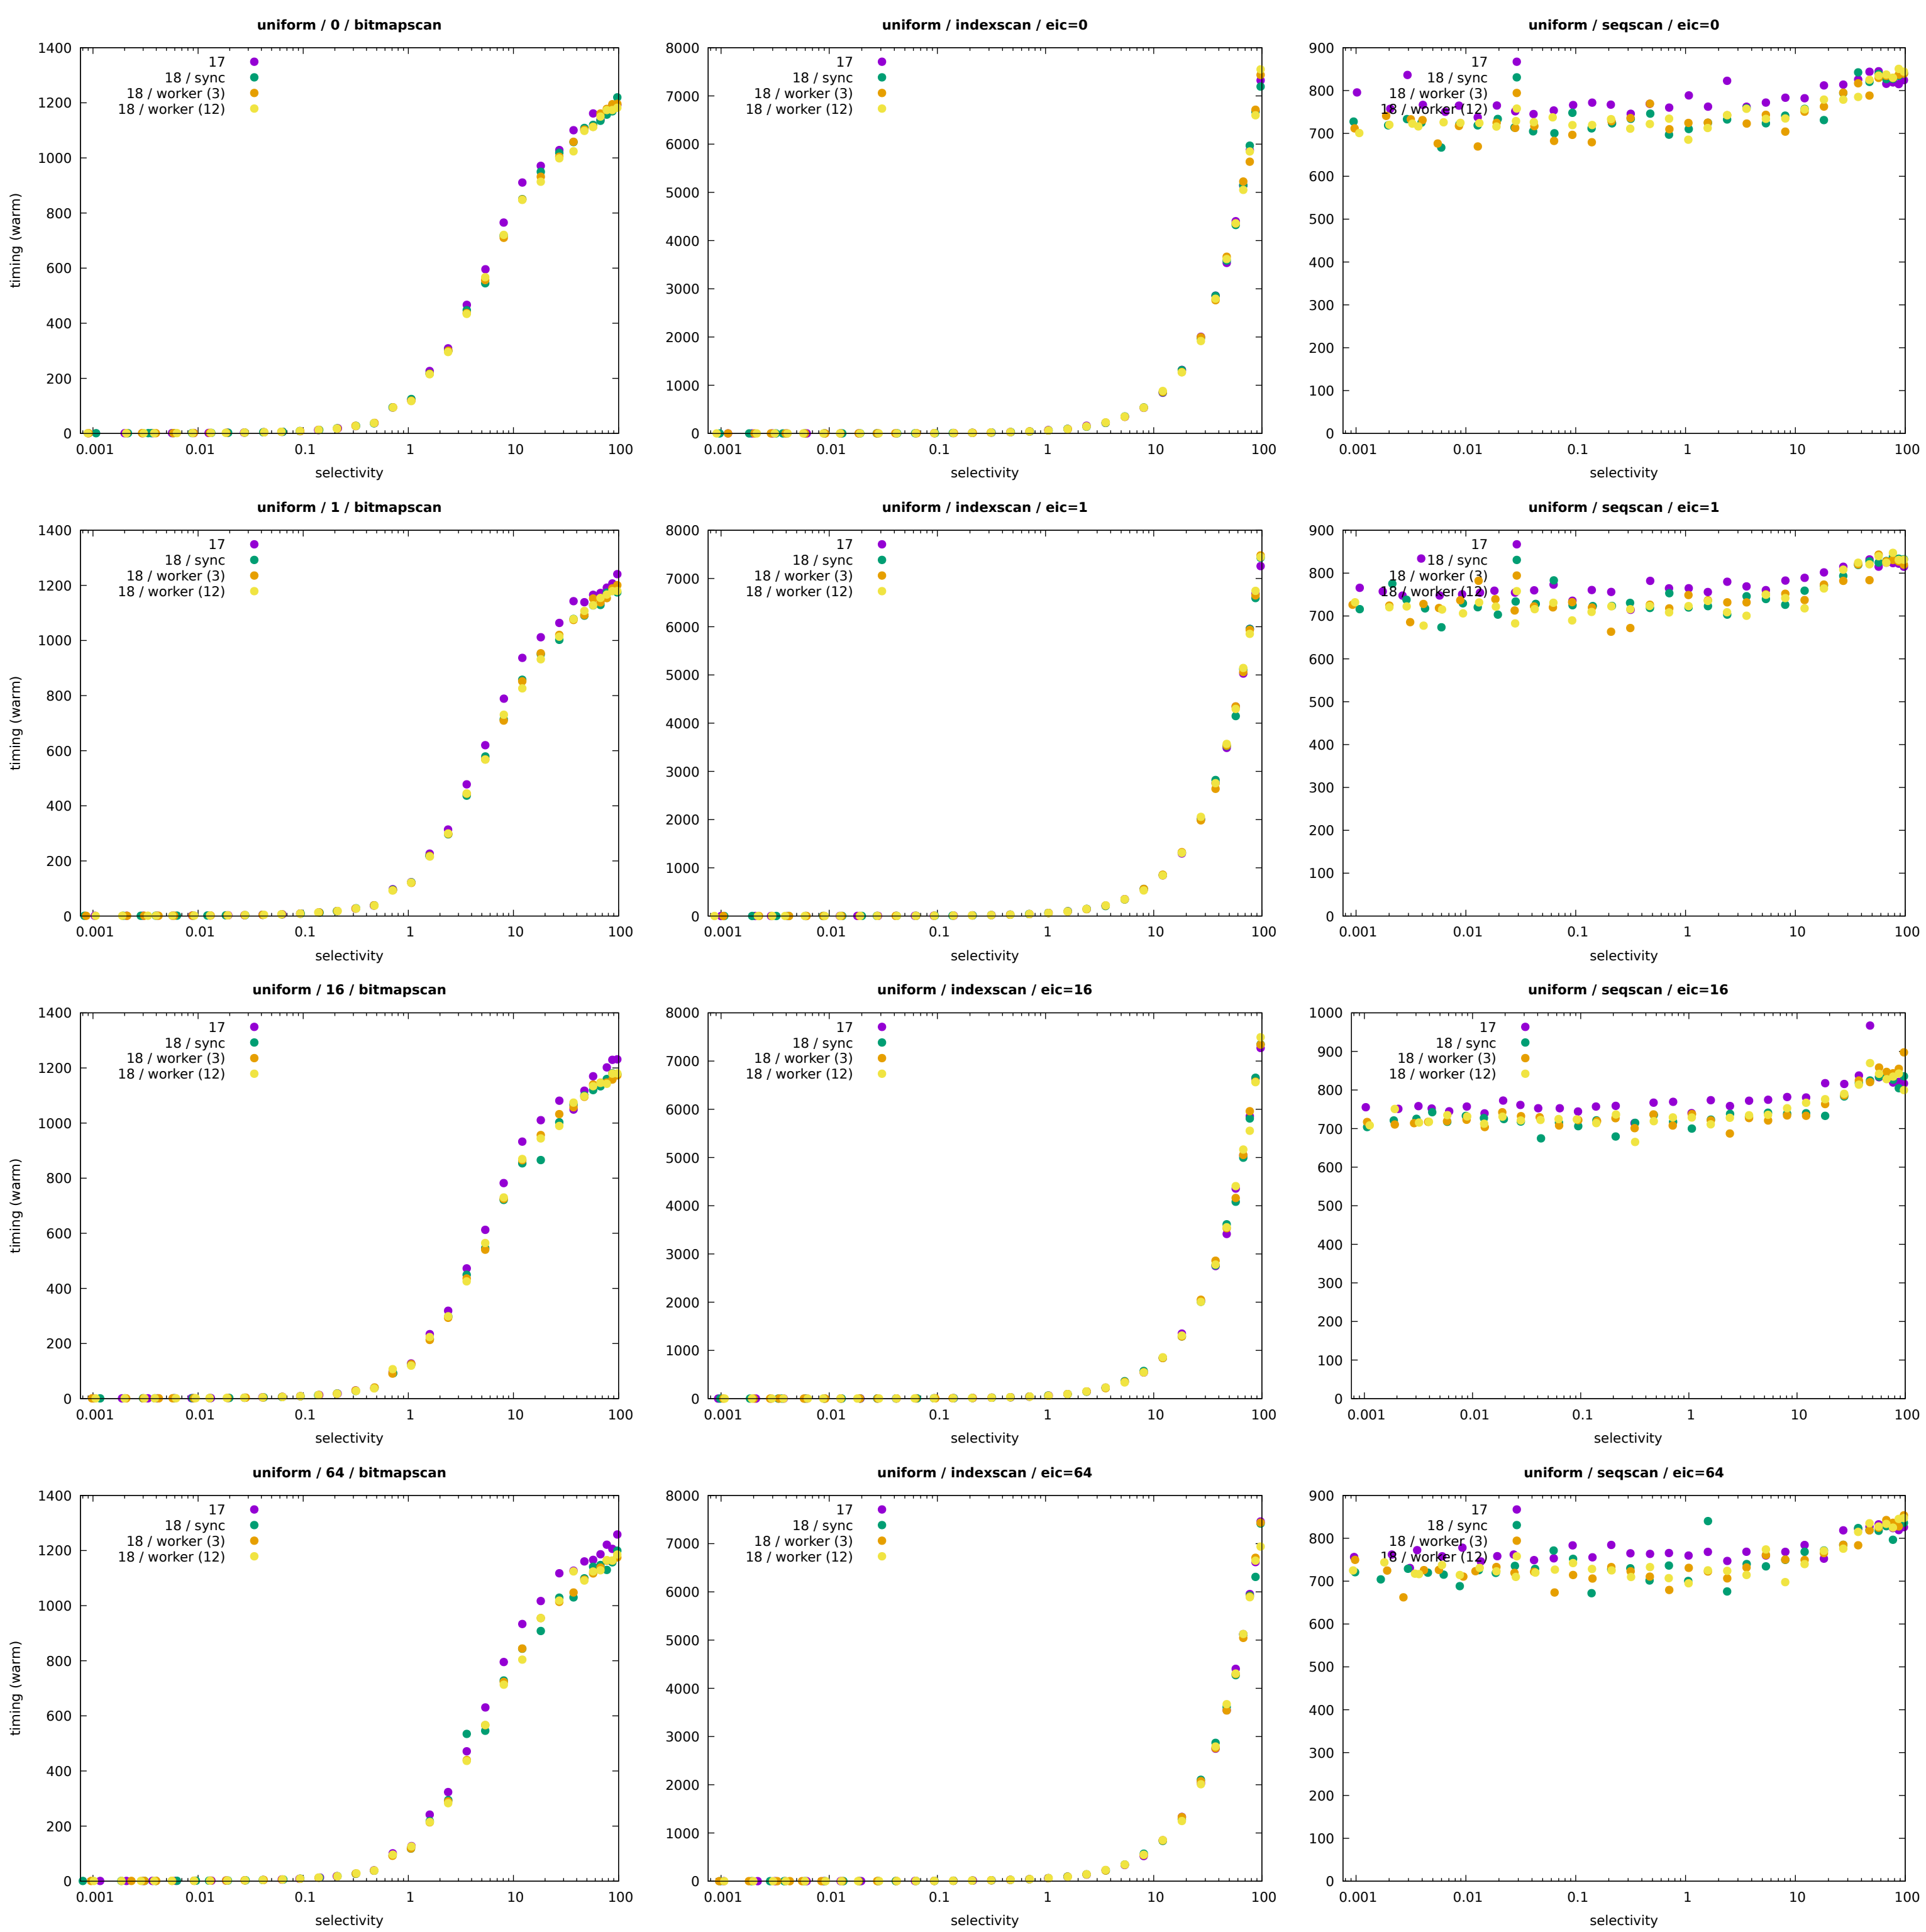 uniform / 0 / bitmapscan
1400
1200
1000
800
600
400
200
0
timing (warm)
17
18 / sync
18 / worker (3)
18 / worker (12)
0.001 0.01 0.1 1 10 100
selectivity
uniform / indexscan / eic=0
8000
7000
6000
5000
4000
3000
2000
1000
0
17
18 / sync
18 / worker (3)
18 / worker (12)
0.001 0.01 0.1 1 10 100
selectivity
uniform / seqscan / eic=0
900
800
700
600
500
400
300
200
100
0
17
18 / sync
18 / worker (3)
18 / worker (12)
0.001 0.01 0.1 1 10 100
selectivity
uniform / 1 / bitmapscan
1400
1200
1000
800
600
400
200
0
timing (warm)
17
18 / sync
18 / worker (3)
18 / worker (12)
0.001 0.01 0.1 1 10 100
selectivity
uniform / indexscan / eic=1
8000
7000
6000
5000
4000
3000
2000
1000
0
17
18 / sync
18 / worker (3)
18 / worker (12)
0.001 0.01 0.1 1 10 100
selectivity
uniform / seqscan / eic=1
900
800
700
600
500
400
300
200
100
0
17
18 / sync
18 / worker (3)
18 / worker (12)
0.001 0.01 0.1 1 10 100
selectivity
uniform / 16 / bitmapscan
1400
1200
1000
800
600
400
200
0
timing (warm)
17
18 / sync
18 / worker (3)
18 / worker (12)
0.001 0.01 0.1 1 10 100
selectivity
uniform / indexscan / eic=16
8000
7000
6000
5000
4000
3000
2000
1000
0
17
18 / sync
18 / worker (3)
18 / worker (12)
0.001 0.01 0.1 1 10 100
selectivity
uniform / seqscan / eic=16
1000
900
800
700
600
500
400
300
200
100
0
17
18 / sync
18 / worker (3)
18 / worker (12)
0.001 0.01 0.1 1 10 100
selectivity
uniform / 64 / bitmapscan
1400
1200
1000
800
600
400
200
0
timing (warm)
17
18 / sync
18 / worker (3)
18 / worker (12)
0.001 0.01 0.1 1 10 100
selectivity
uniform / indexscan / eic=64
8000
7000
6000
5000
4000
3000
2000
1000
0
17
18 / sync
18 / worker (3)
18 / worker (12)
0.001 0.01 0.1 1 10 100
selectivity
uniform / seqscan / eic=64
900
800
700
600
500
400
300
200
100
0
17
18 / sync
18 / worker (3)
18 / worker (12)
0.001 0.01 0.1 1 10 100
selectivity